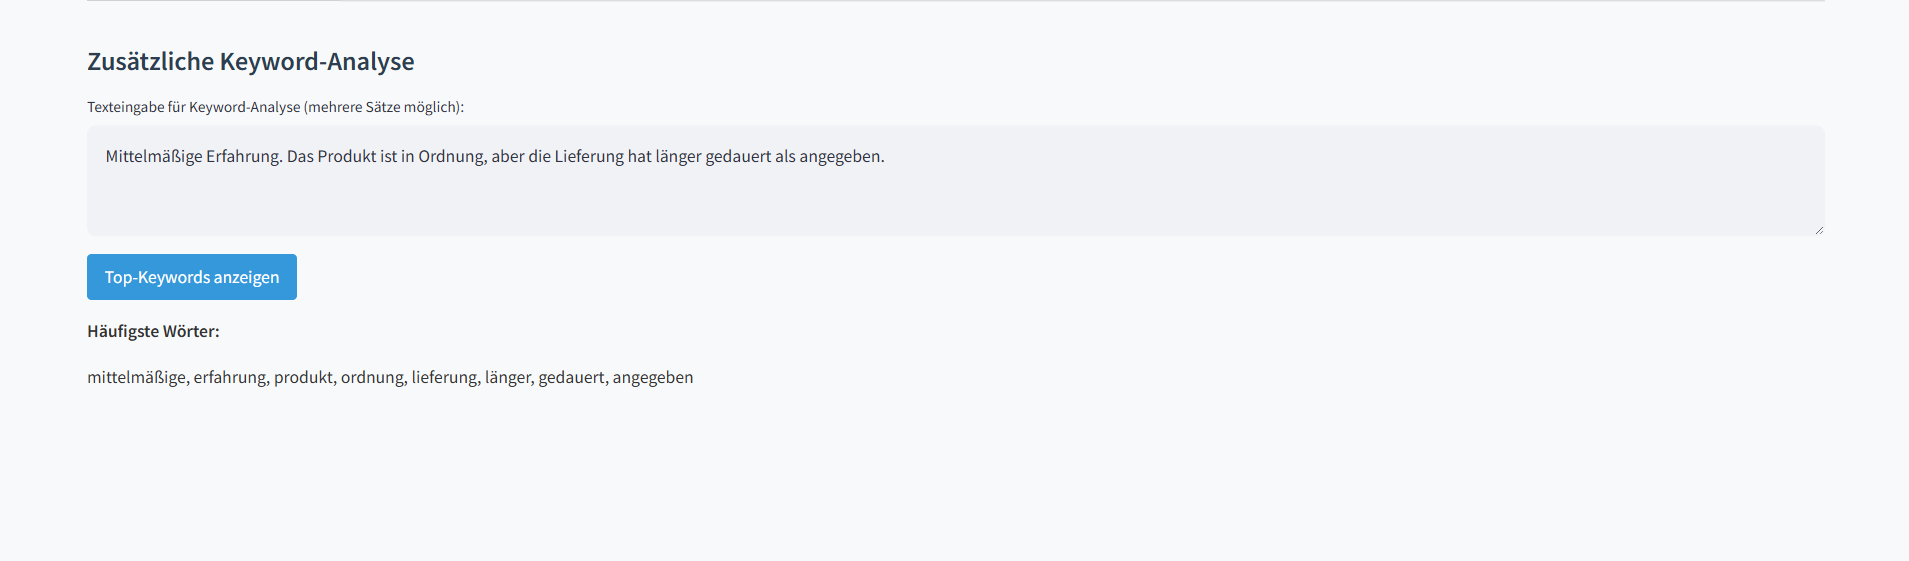 Zusätzliche Keyword-Analyse
Texteingabe für Keyword-Analyse (mehrere Sätze möglich):
Mittelmäßige Erfahrung. Das Produkt ist in Ordnung, aber die Lieferung hat länger gedauert als angegeben.
Top-Keywords anzeigen
Häufigste Wörter:
mittelmäßige, erfahrung, produkt, ordnung, lieferung, länger, gedauert, angegeben